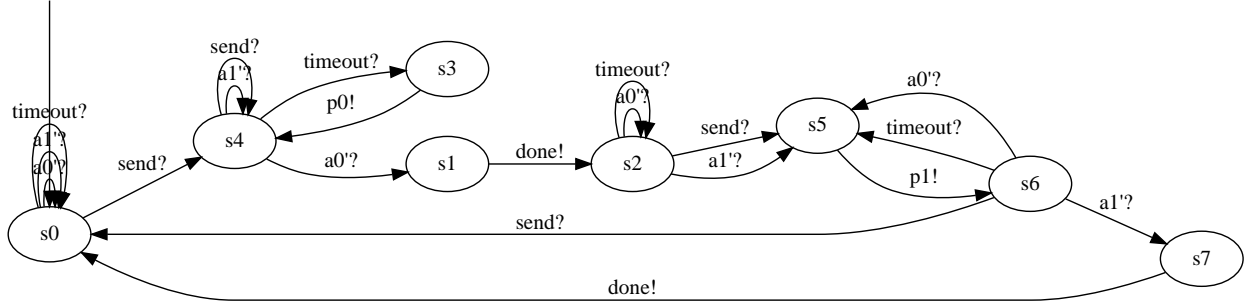 timeout?
a1'?
a0'?
s0
send?
send?
a1'?
s4
timeout?
p0!
s3
a0'?
s1
done!
timeout?
a0'?
s2
send?
a1'?
s5
a0'?
timeout?
p1!
s6
a1'?
s7
send?
done!